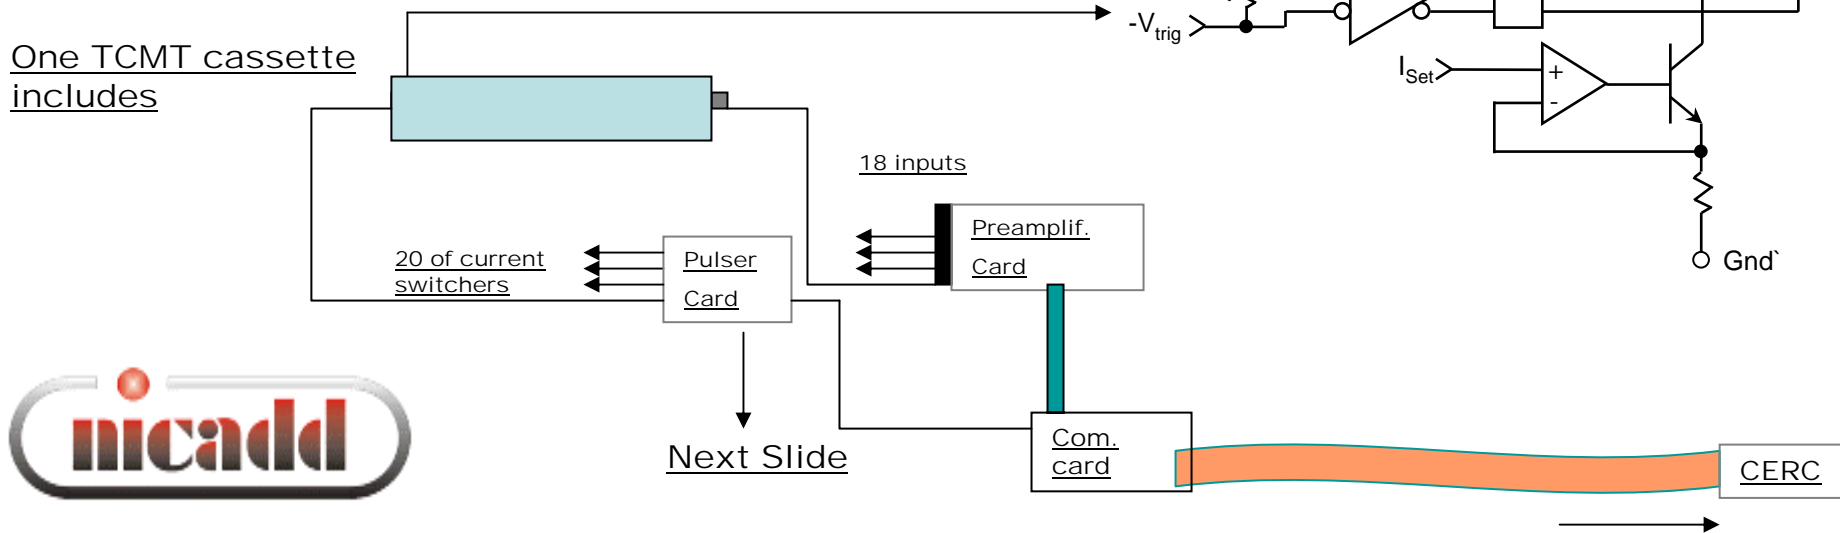 One TCMT cassette
includes
-Vtrig
ISet
+
-
18 inputs
Preamplif.
Card
20 of current
switchers
Pulser
Card
Gnd`
nicadd
Next Slide
Com.
card
CERC